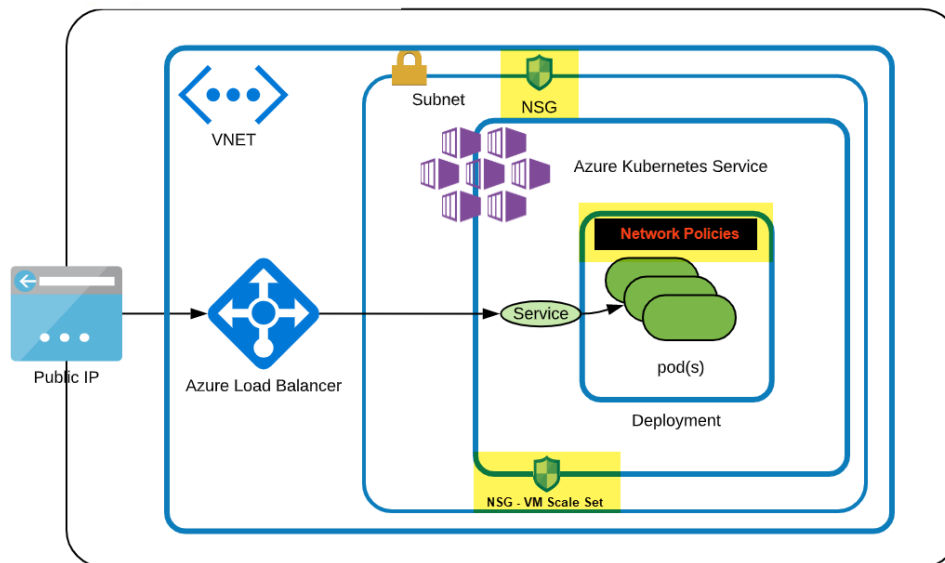 Subnet
NSG
VNET
Azure Kubernetes Service
Network Policies
Service
Public IP
Azure Load Balancer
pod(s)
Deployment
NSG - VM Scale Set